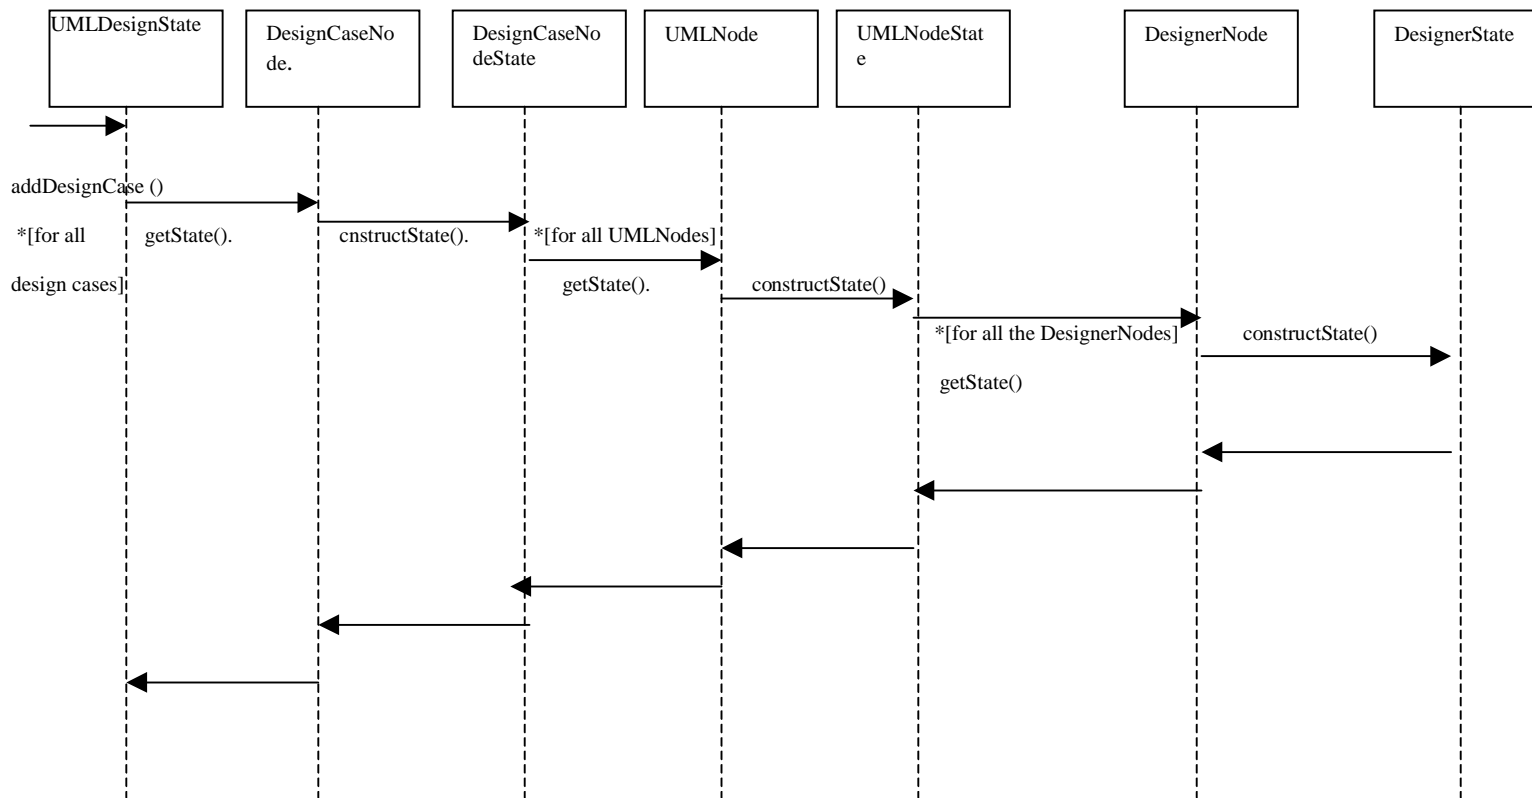 UMLDesignState
DesignCaseNo
de.
DesignCaseNo
deState
UMLNode
UMLNodeStat
e
DesignerNode
DesignerState
addDesignCase ()
*[for all
design cases]
getState().
cnstructState().
*[for all UMLNodes]
getState().
constructState()
*[for all the DesignerNodes]
getState()
constructState()